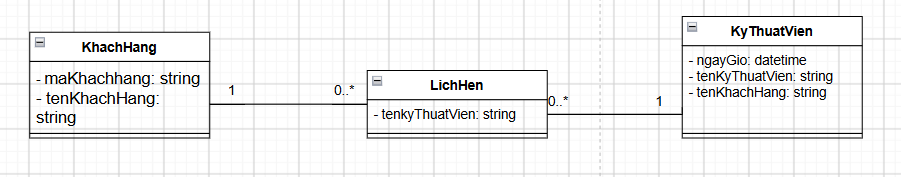 KhachHang
- maKhachhang: string
- tenKhachHang:
string
1
0..*
LichHen
- tenkyThuatVien: string
0..*
1
KyThuatVien
- ngayGio: datetime
- tenKyThuatVien: string
- tenKhachHang: string